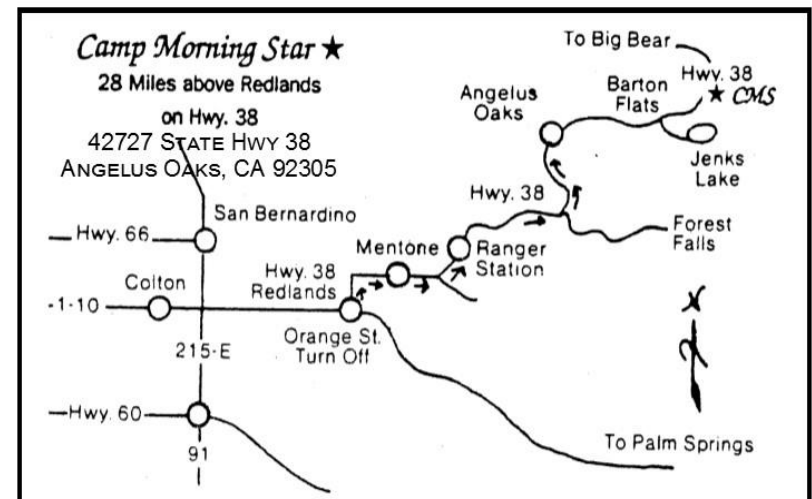 Camp Morning Star ★
28 Miles above Redlands
on Hwy. 38
42727 STATE HWY 38
ANGELUS OAKS, CA 92305
To Big Bear
Hwy. 38
★ CMS
Barton
Flats
Angelus
Oaks
Jenks
Lake
Hwy. 38
San Bernardino
Hwy. 66
Forest
Falls
Mentone
Ranger
Station
Hwy. 38
Redlands
Colton
-1-10
Orange St.
Turn Off
215-E
N
Hwy. 60
To Palm Springs
91